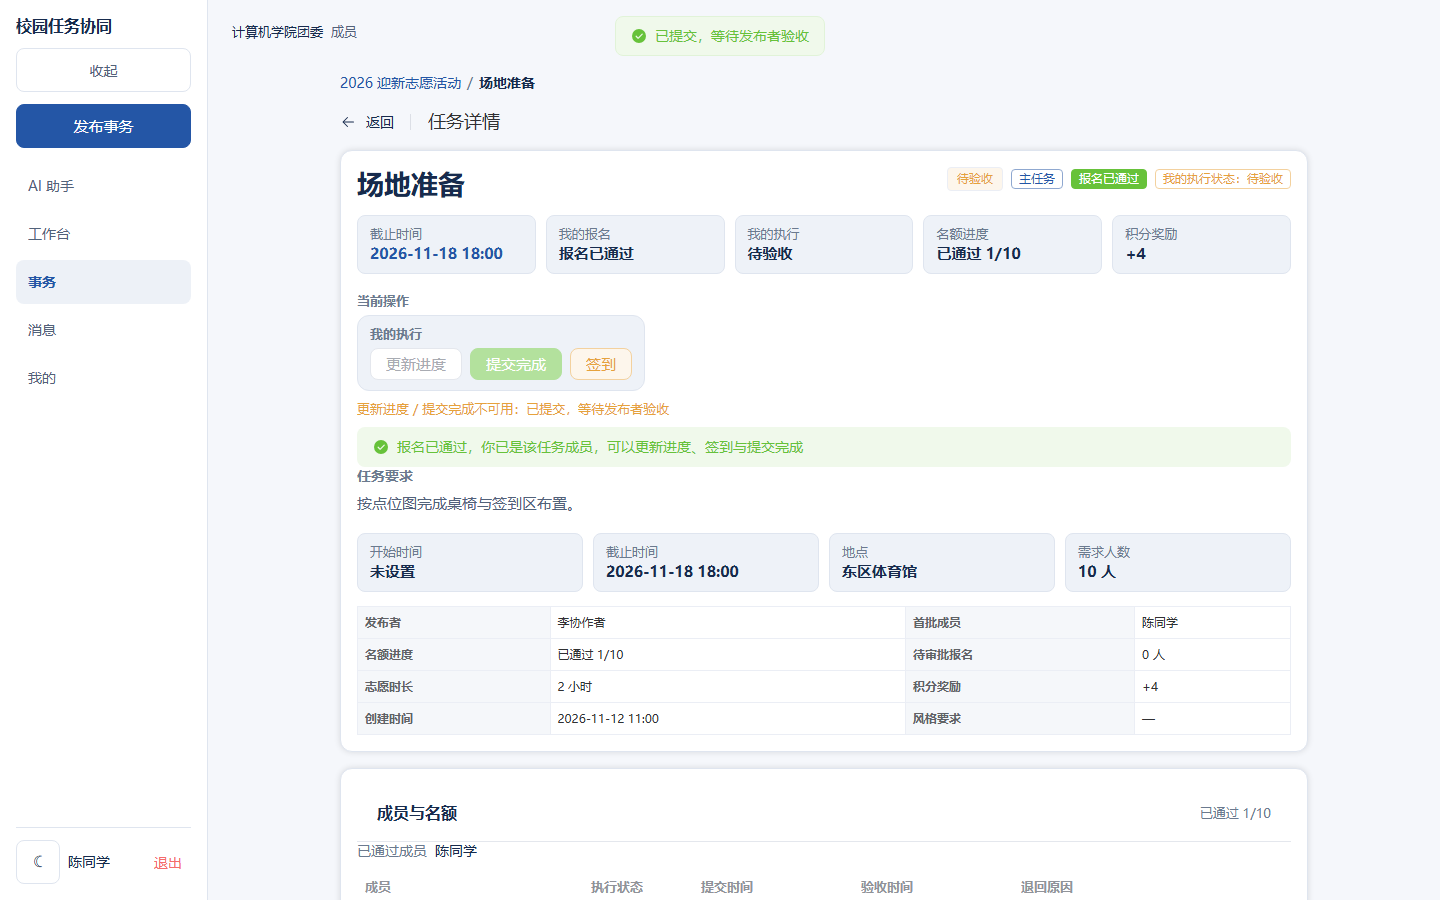 校园任务协同
收起
发布事务
AI 助手
工作台
事务
消息
我的
陈同学
退出
计算机学院团委 成员
已提交，等待发布者验收
2026 迎新志愿活动 / 场地准备
返回 任务详情
场地准备
待验收 主任务 报名已通过 我的执行状态：待验收
截止时间
2026-11-18 18:00
我的报名
报名已通过
我的执行
待验收
名额进度
已通过 1/10
积分奖励
+4
当前操作
我的执行
更新进度 提交完成 签到
更新进度 / 提交完成不可用：已提交，等待发布者验收
报名已通过，你已是该任务成员，可以更新进度、签到与提交完成
任务要求
按点位图完成桌椅与签到区布置。
开始时间
未设置
截止时间
2026-11-18 18:00
地点
东区体育馆
需求人数
10 人
发布者 李协作者 首批成员 陈同学
名额进度 已通过 1/10 待审批报名 0 人
志愿时长 2 小时 积分奖励 +4
创建时间 2026-11-12 11:00 风格要求 —
成员与名额 已通过 1/10
已通过成员 陈同学
成员 执行状态 提交时间 验收时间 退回原因